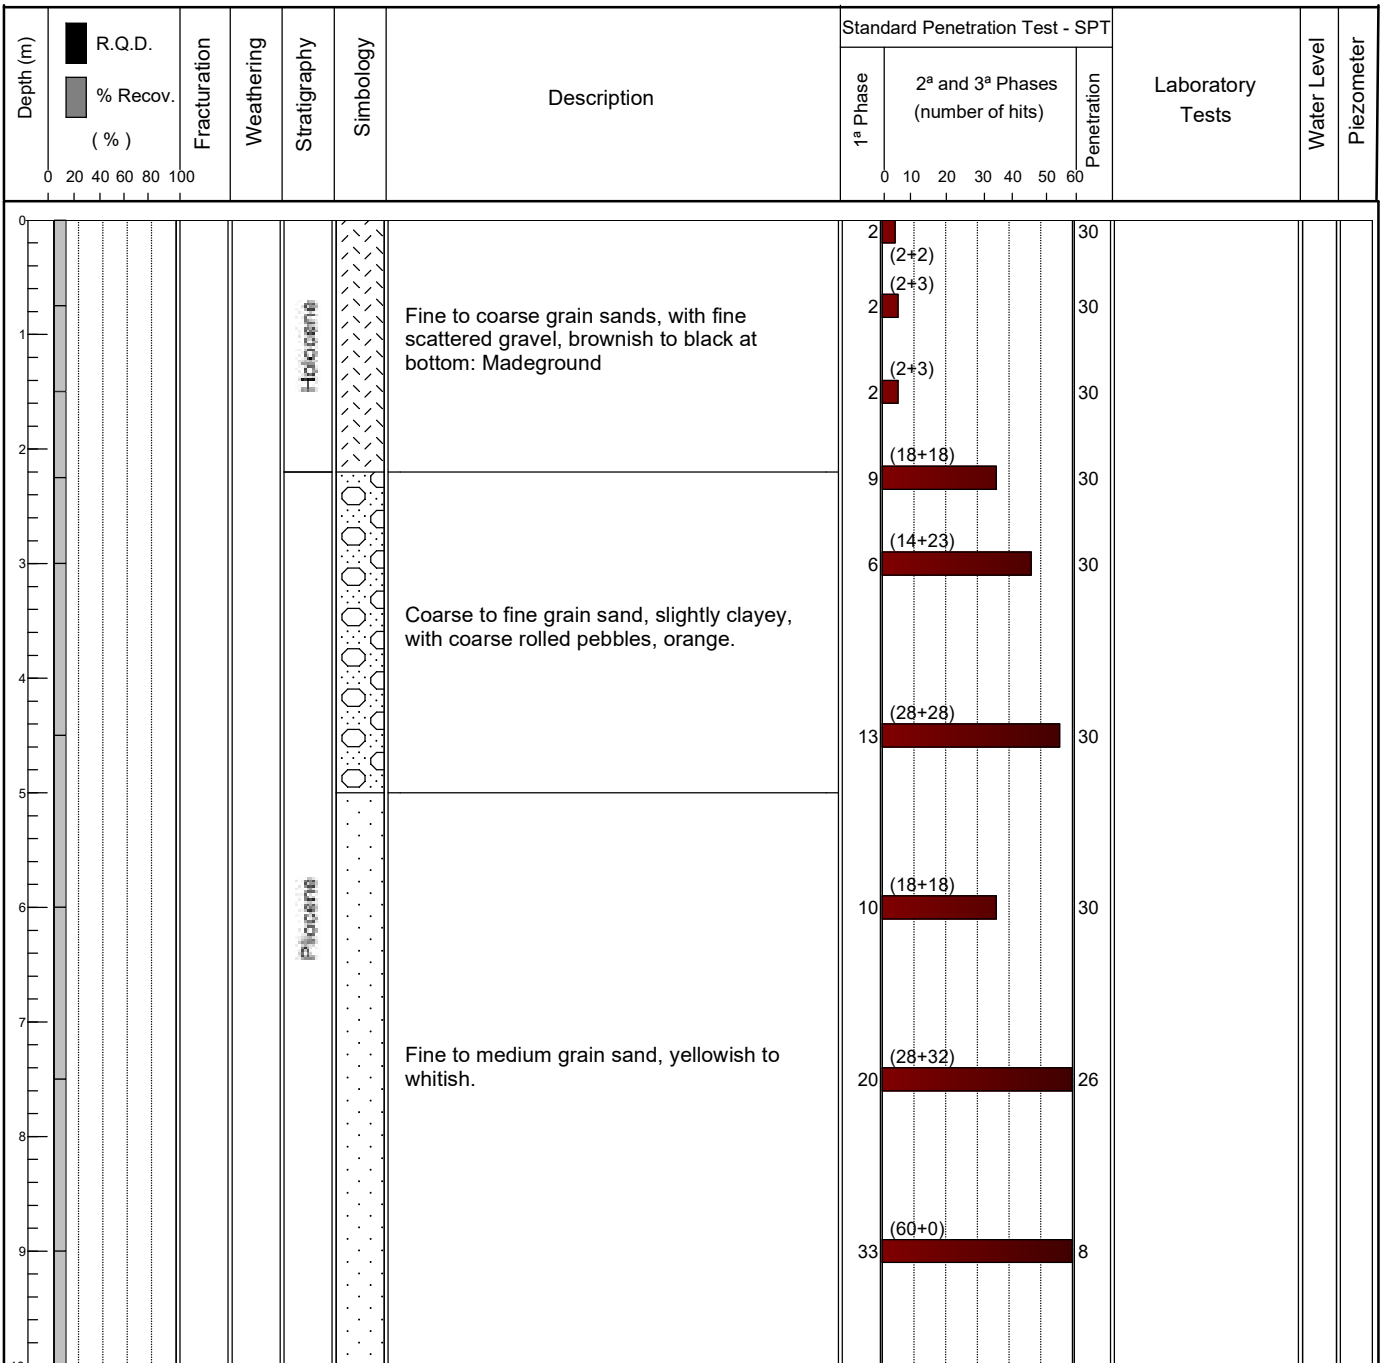 Depth (m)
R.Q.D.
% Recov.
( % )
0 20 40 60 80 100
Fracturation
Weathering
Stratigraphy
Simbology
Description
Standard Penetration Test - SPT
1ª Phase
2ª and 3ª Phases
(number of hits)
0 10 20 30 40 50 60
Penetration
Laboratory
Tests
Water Level
Piezometer
0
2
30
(2+2)
(2+3)
2
30
Holocene
Fine to coarse grain sands, with fine
scattered gravel, brownish to black at
bottom: Madeground
1
(2+3)
2
30
2
(18+18)
9
30
(14+23)
3
6
30
Coarse to fine grain sand, slightly clayey,
with coarse rolled pebbles, orange.
4
(28+28)
13
30
5
(18+18)
6
Pliocene
10
30
7
Fine to medium grain sand, yellowish to
whitish.
(28+32)
20
26
8
(60+0)
9
33
8